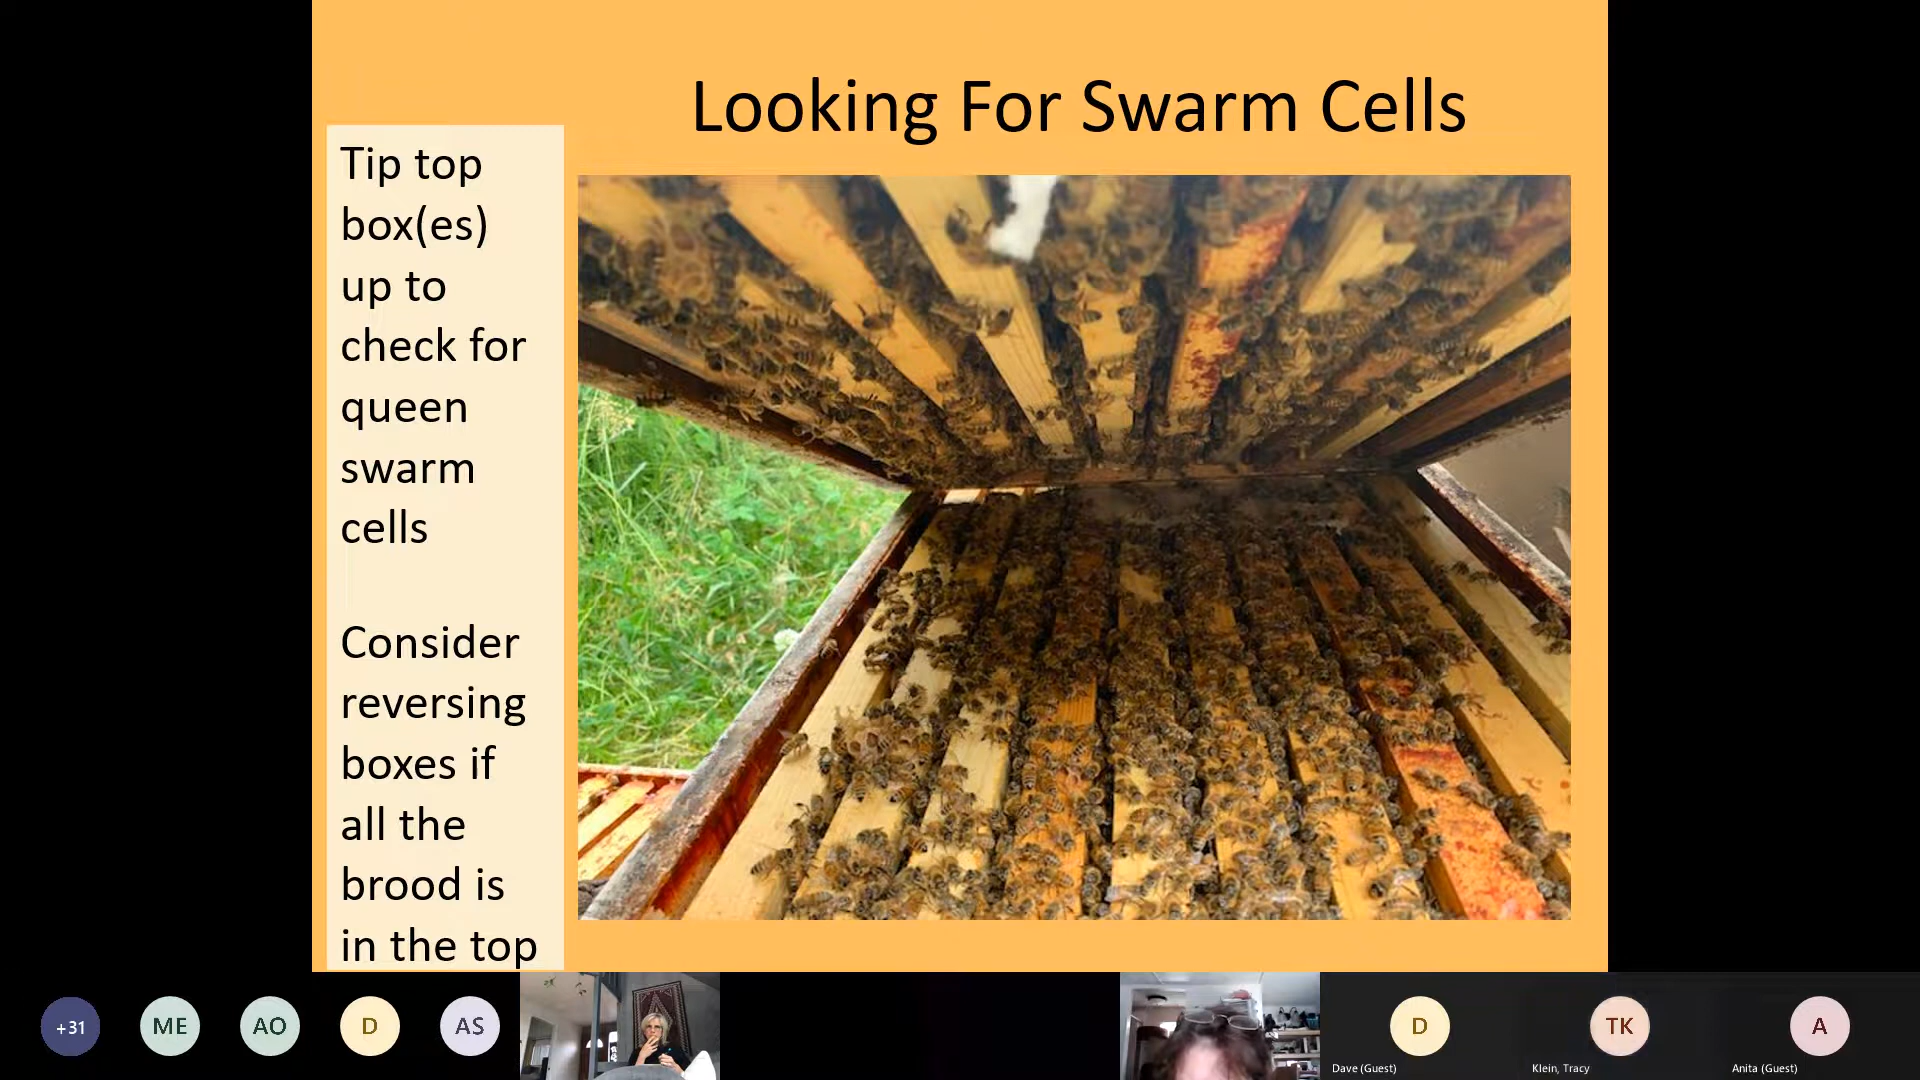 Looking For Swarm Cells
Tip top
box(es)
up to
check for
queen
swarm
cells
Consider
reversing
boxes if
all the
brood is
in the top
+31
ME
AO
D
AS
D
TK
A
Dave (Guest)
Klein, Tracy
Anita (Guest)